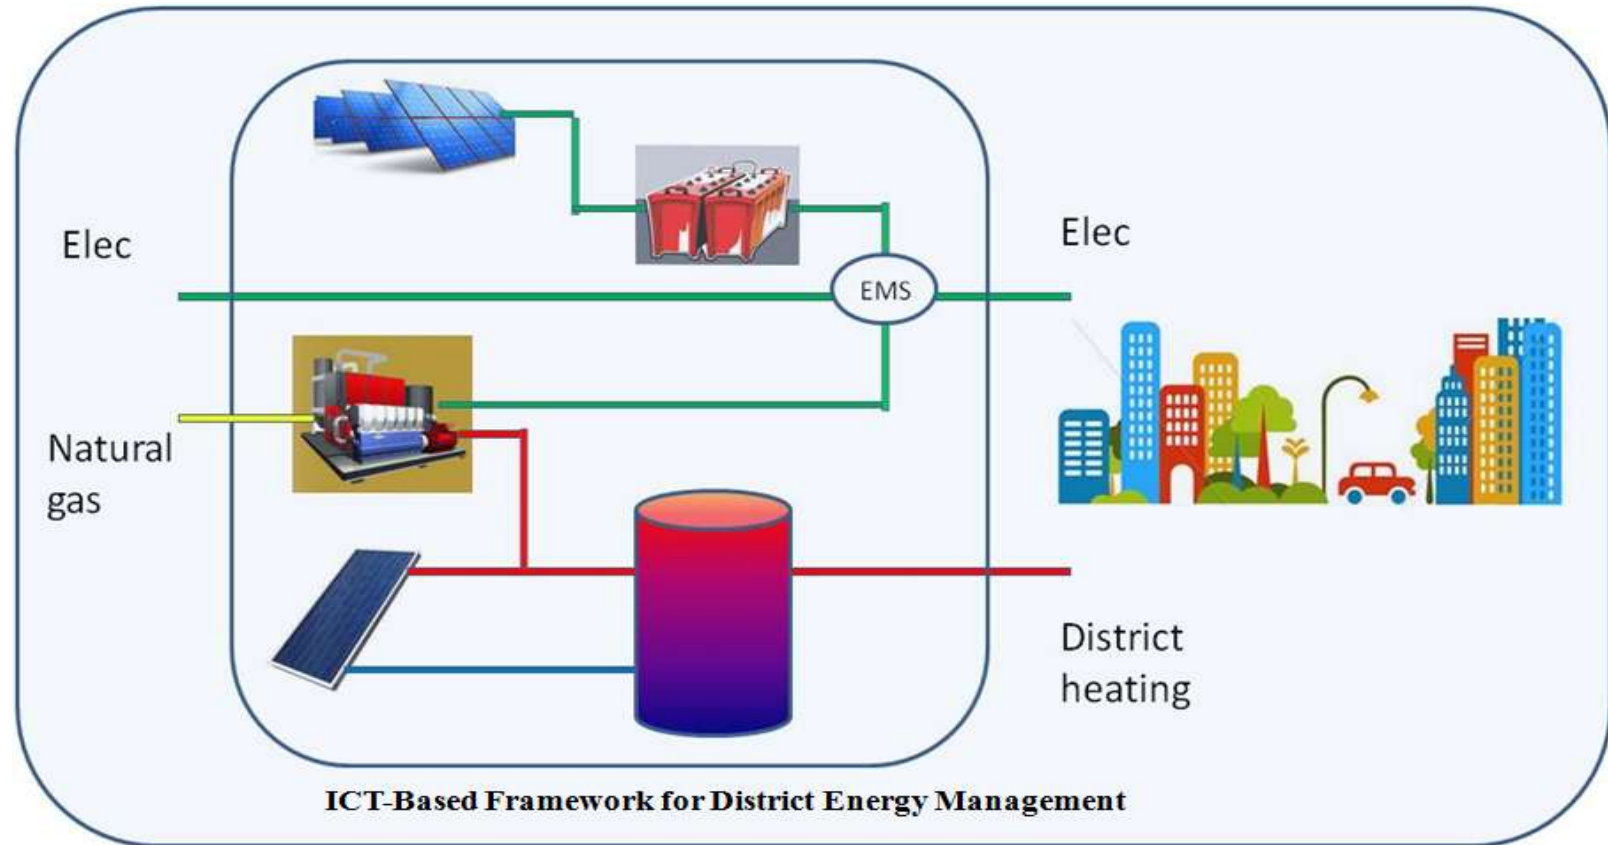 Elec
Elec
EMS
Natural
gas
District
heating
ICT-Based Framework for District Energy Management